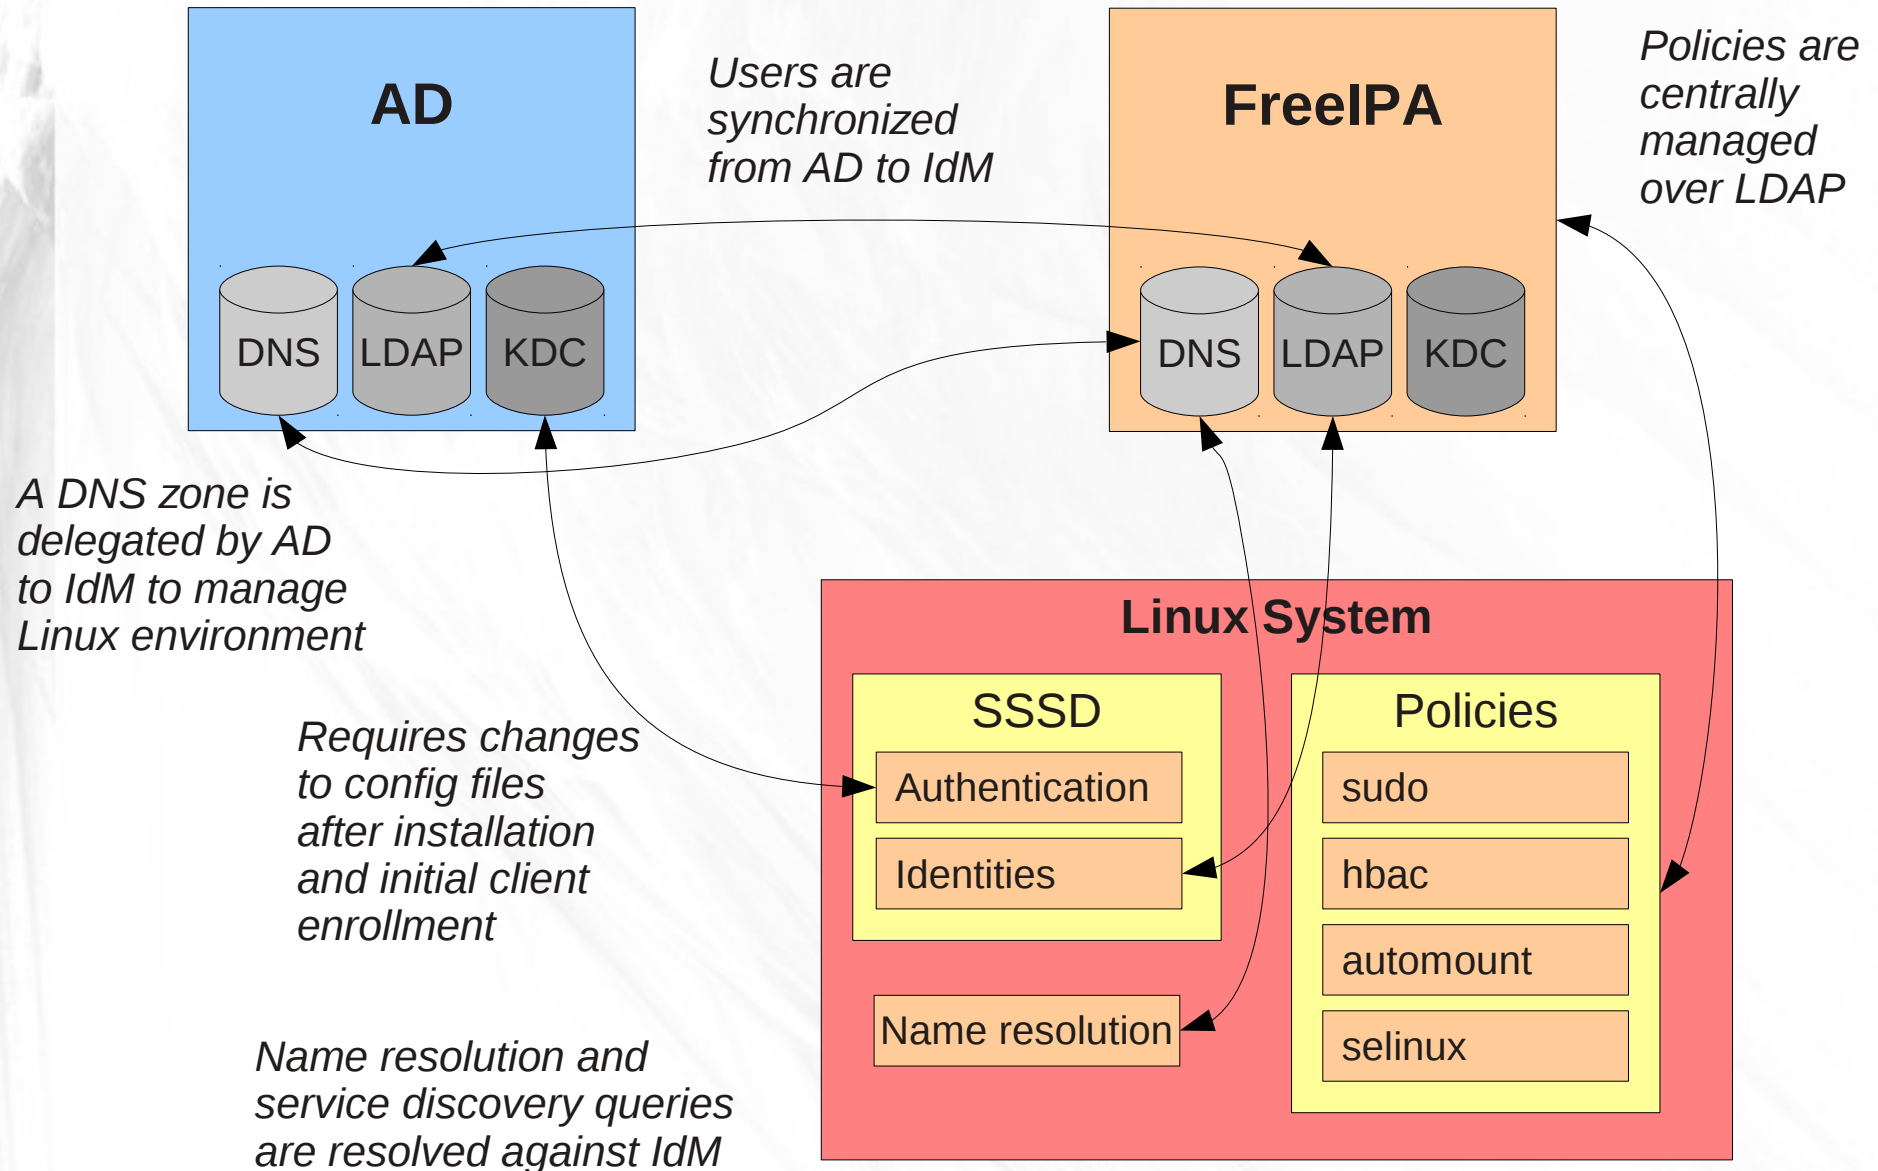 AD
Users are
synchronized
from AD to IdM
FreeIPA
Policies are
centrally
managed
over LDAP
DNS
LDAP
KDC
DNS
LDAP
KDC
A DNS zone is
delegated by AD
to IdM to manage
Linux environment
Linux System
SSSD
Authentication
Identities
Name resolution
Policies
sudo
hbac
automount
selinux
Requires changes
to config files
after installation
and initial client
enrollment
Name resolution and
service discovery queries
are resolved against IdM